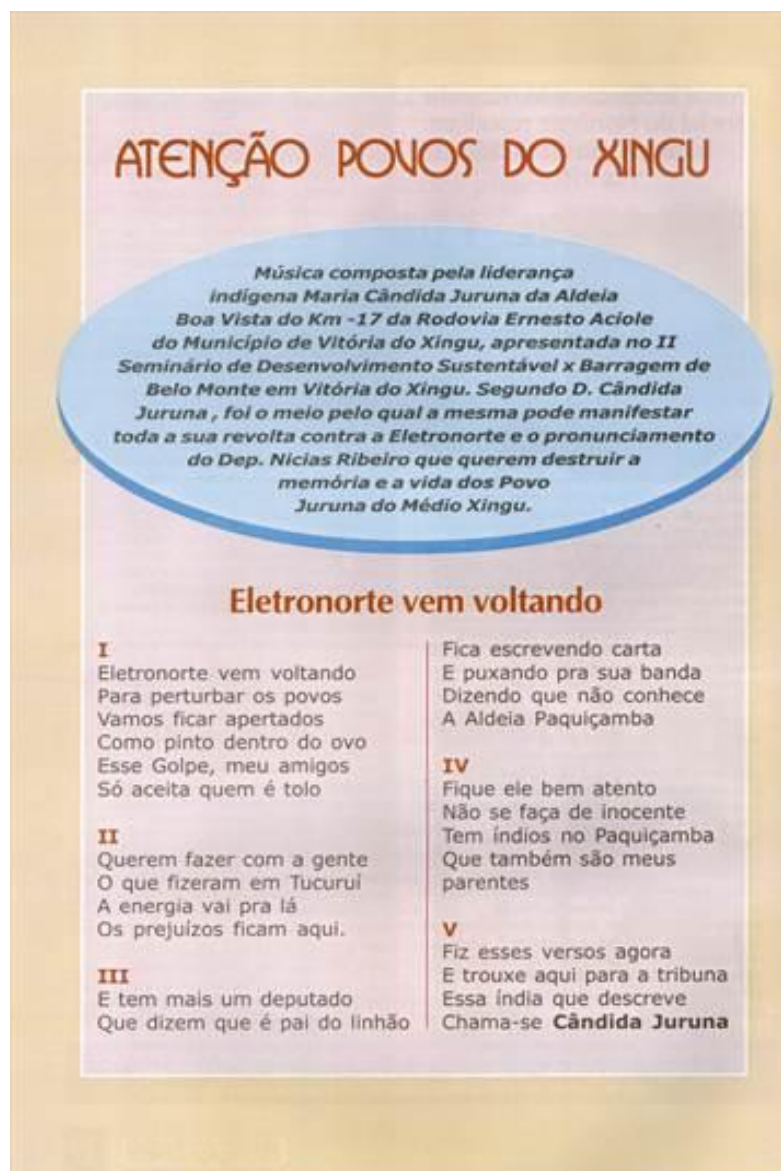 ATENÇÃO POVOS DO XINGU
Música composta pela liderança
indígena Maria Cândida Juruna da Aldeia
Boa Vista do Km -17 da Rodovia Ernesto Aciole
do Município de Vitória do Xingu, apresentada no II
Seminário de Desenvolvimento Sustentável x Barragem de
Belo Monte em Vitória do Xingu. Segundo D. Cândida
Juruna , foi o meio pelo qual a mesma pode manifestar
toda a sua revolta contra a Eletronorte e o pronunciamento
do Dep. Nicias Ribeiro que querem destruir a
memória e a vida dos Povo
Juruna do Médio Xingu.
Eletronorte vem voltando
I
Eletronorte vem voltando
Para perturbar os povos
Vamos ficar apertados
Como pinto dentro do ovo
Esse Golpe, meu amigos
Só aceita quem é tolo
II
Querem fazer com a gente
O que fizeram em Tucuruí
A energia vai pra lá
Os prejuízos ficam aqui.
III
E tem mais um deputado
Que dizem que é pai do linhão
Fica escrevendo carta
E puxando pra sua banda
Dizendo que não conhece
A Aldeia Paquiçamba
IV
Fique ele bem atento
Não se faça de inocente
Tem índios no Paquiçamba
Que também são meus
parentes
V
Fiz esses versos agora
E trouxe aqui para a tribuna
Essa índia que descreve
Chama-se Cândida Juruna